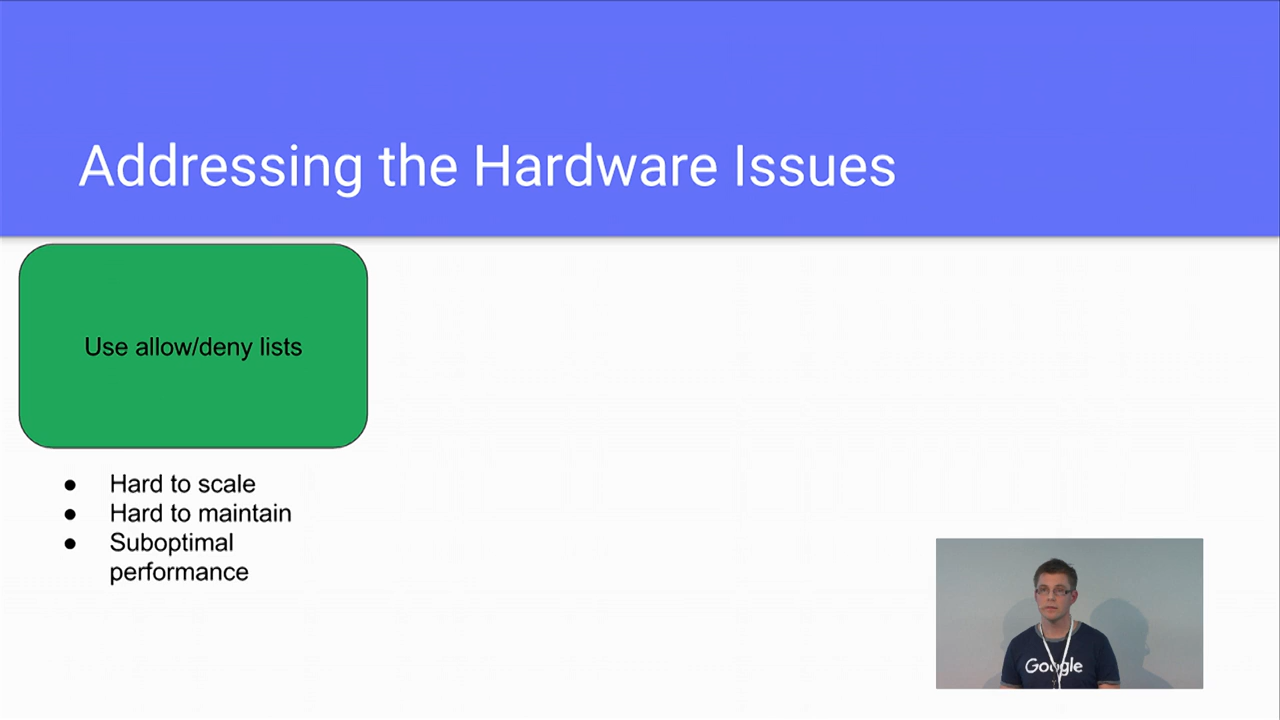 Addressing the Hardware Issues
Use allow/deny lists
● Hard to scale
● Hard to maintain
● Suboptimal
performance
Google